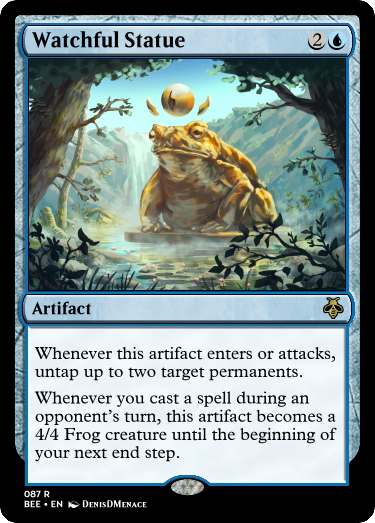 Watchful Statue 2
Artifact
Whenever this artifact enters or attacks,
untap up to two target permanents.
Whenever you cast a spell during an
opponent's turn, this artifact becomes a
4/4 Frog creature until the beginning of
your next end step.
087 R
BEE • EN DenisDMenace